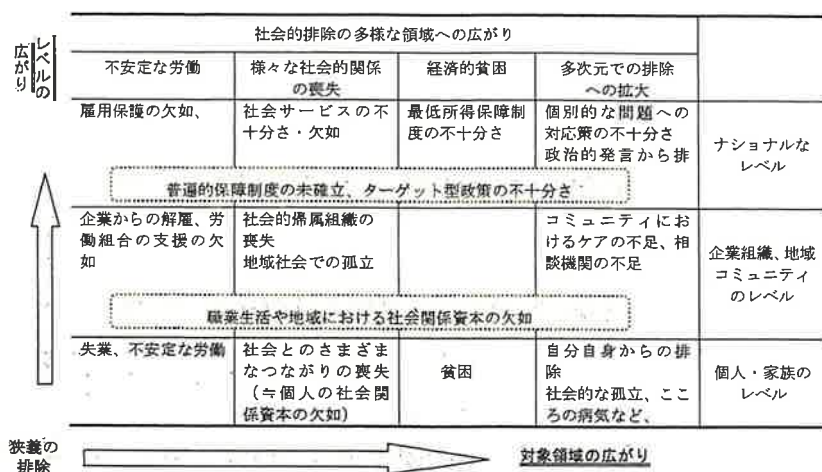 社会的排除の多様な領域への広がり
レベルの
広がり
不安定な労働
様々な社会的関係
の喪失
経済的貧困
多次元での排除
への拡大
雇用保護の欠如、
社会サービスの不
十分さ・欠如
最低所得保障制
度の不十分さ
個別的な問題への
対応策の不十分さ
政治的発言から排
ナショナルな
レベル
普遍的保障制度の未確立、ターゲット型政策の不十分さ
企業からの解雇、労
働組合の支援の欠
如
社会的帰属組織の
喪失
地域社会での孤立
コミュニティにお
けるケアの不足、相
談機関の不足
企業組織、地域
コミュニティ
のレベル
職業生活や地域における社会関係資本の欠如
失業、不安定な労働
社会とのさまざま
なつながりの喪失
（≒個人の社会関
係資本の欠如）
貧困
自分自身からの排
除
社会的な孤立、ここ
ろの病気など、
個人・家族の
レベル
狭義の
排除
対象領域の広がり